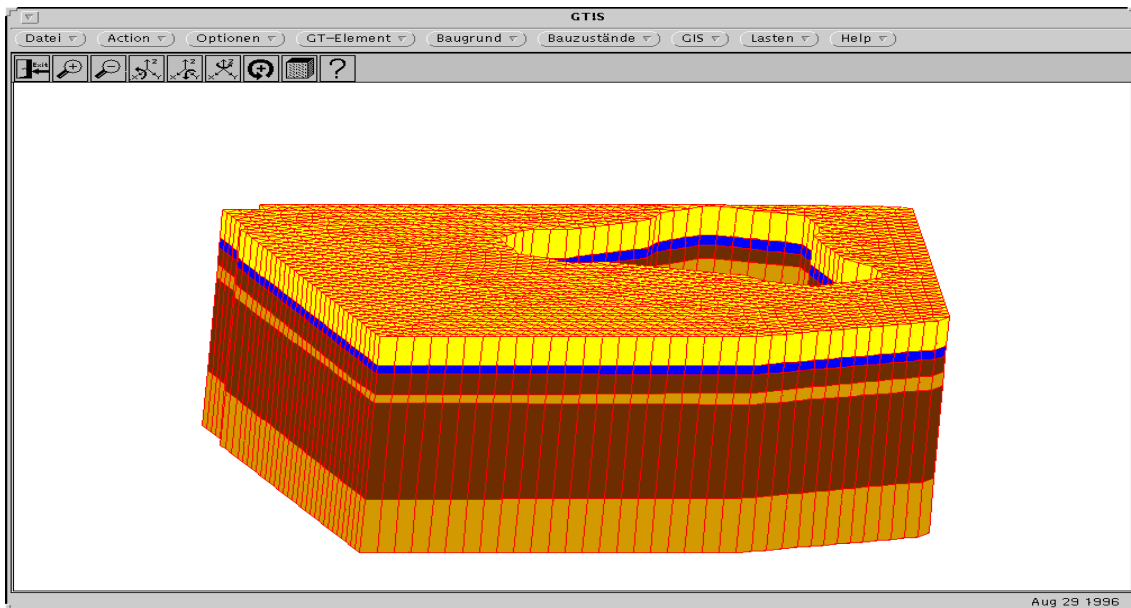 GTIS
Datei Action Optionen GT-Element Baugrund Bauzustände GIS Lasten Help
Exit + - X Z Y X Z Y X Z Y ?
Aug 29 1996